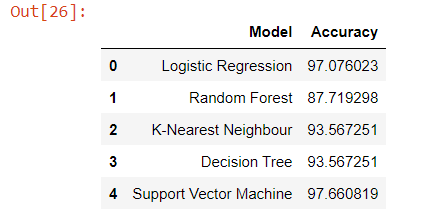 Out[26]:
Model Accuracy
0 Logistic Regression 97.076023
1 Random Forest 87.719298
2 K-Nearest Neighbour 93.567251
3 Decision Tree 93.567251
4 Support Vector Machine 97.660819